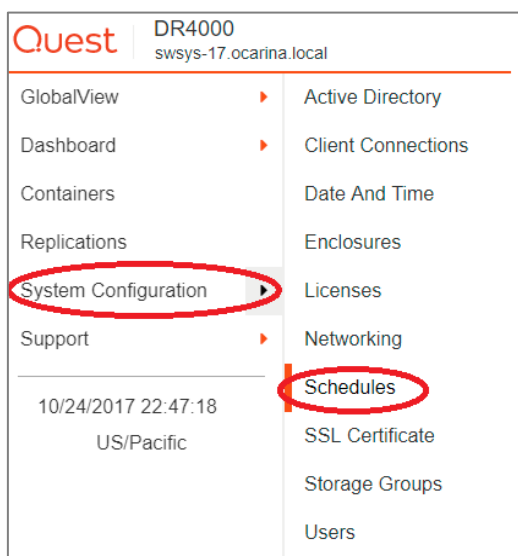 Quest
DR4000
swsys-17.ocarina.local
GlobalView
Dashboard
Containers
Replications
System Configuration
Support
10/24/2017 22:47:18
US/Pacific
Active Directory
Client Connections
Date And Time
Enclosures
Licenses
Networking
Schedules
SSL Certificate
Storage Groups
Users